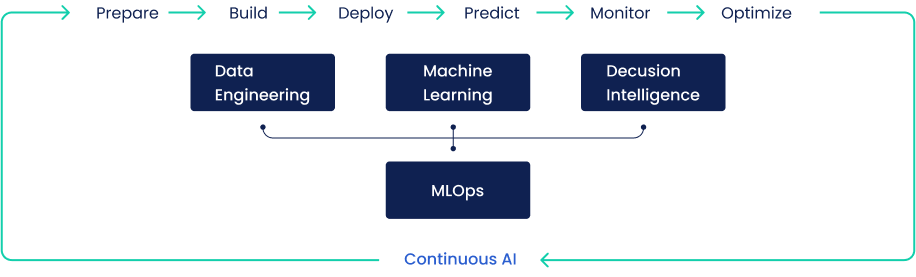 Prepare Build Deploy Predict Monitor Optimize
Data Engineering
Machine Learning
Decusion Intelligence
MLOps
Continuous AI